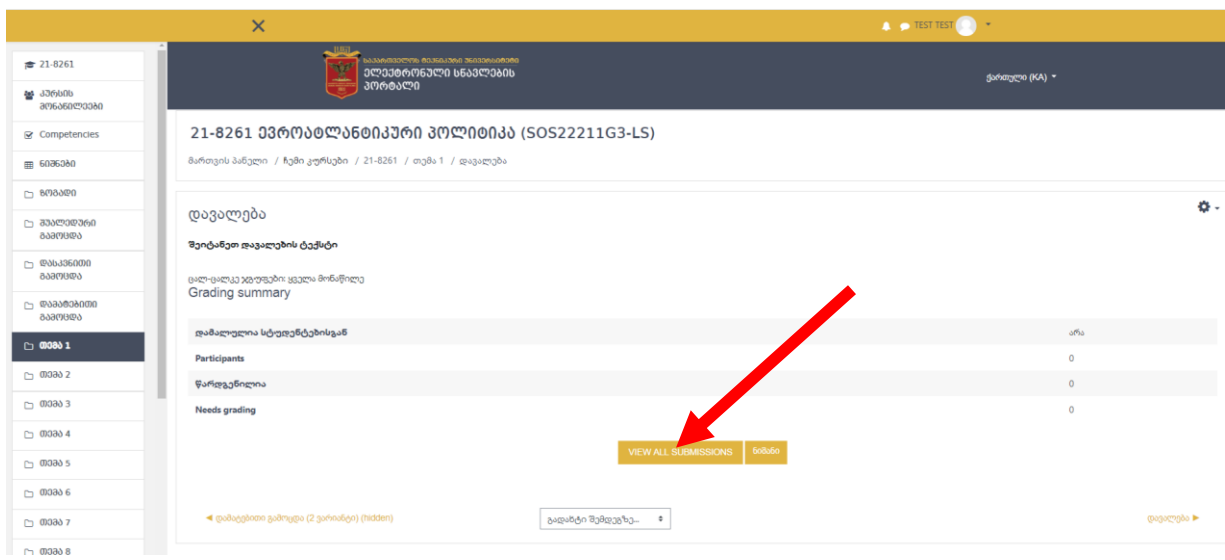 TEST TEST
21-8261
კურსის
მონაწილეები
Competencies
ნიშნები
ზოგადი
შუალედური
გამოცდა
დასკვნითი
გამოცდა
დამატებითი
გამოცდა
თემა 1
თემა 2
თემა 3
თემა 4
თემა 5
თემა 6
თემა 7
თემა 8
საქართველოს ტექნიკური უნივერსიტეტი
ელექტრონული სწავლების
პორტალი
ქართული (KA)
21-8261 ევროატლანტიკური პოლიტიკა (SOS22211G3-LS)
მართვის პანელი / ჩემი კურსები / 21-8261 / თემა 1 / დავალება
დავალება
შეიტანეთ დავალების ტექსტი
ცალ-ცალკე ჯგუფები: ყველა მონაწილე
Grading summary
დამალულია სტუდენტებისგან არა
Participants 0
წარდგენილია 0
Needs grading 0
VIEW ALL SUBMISSIONS ნიშანი
◄ დამატებითი გამოცდა (2 ვარიანტი) (hidden) გადახტი შემდეგზე... დავალება ►